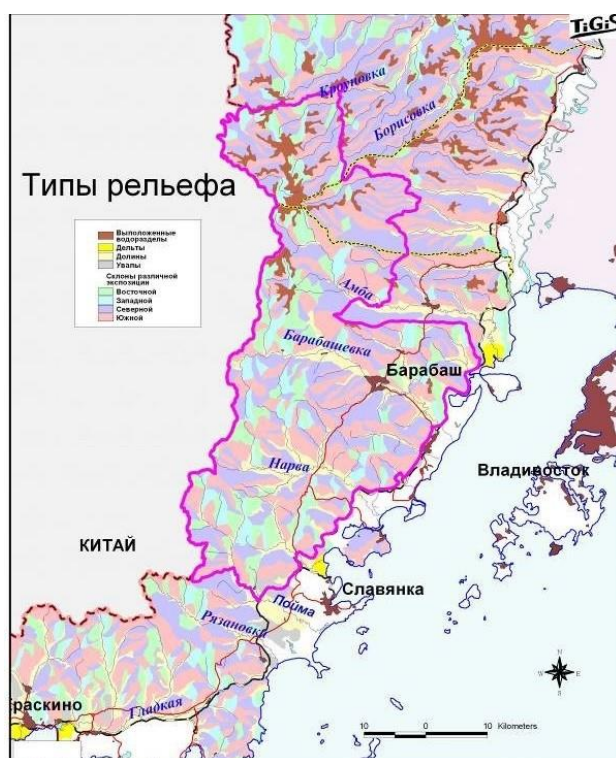 TiGiS
Кроуновка
Борисовка
Типы рельефа
Выположенные
водоразделы
Дельты
Долины
Увалы
Склоны различной
экспозиции
Восточной
Западной
Северной
Южной
Амба
Барабашевка
Барабаш
Нарва
Владивосток
КИТАЙ
Славянка
Пойма
Рязановка
раскино
Гладкая
N
W E
S
10 0 10 Kilometers